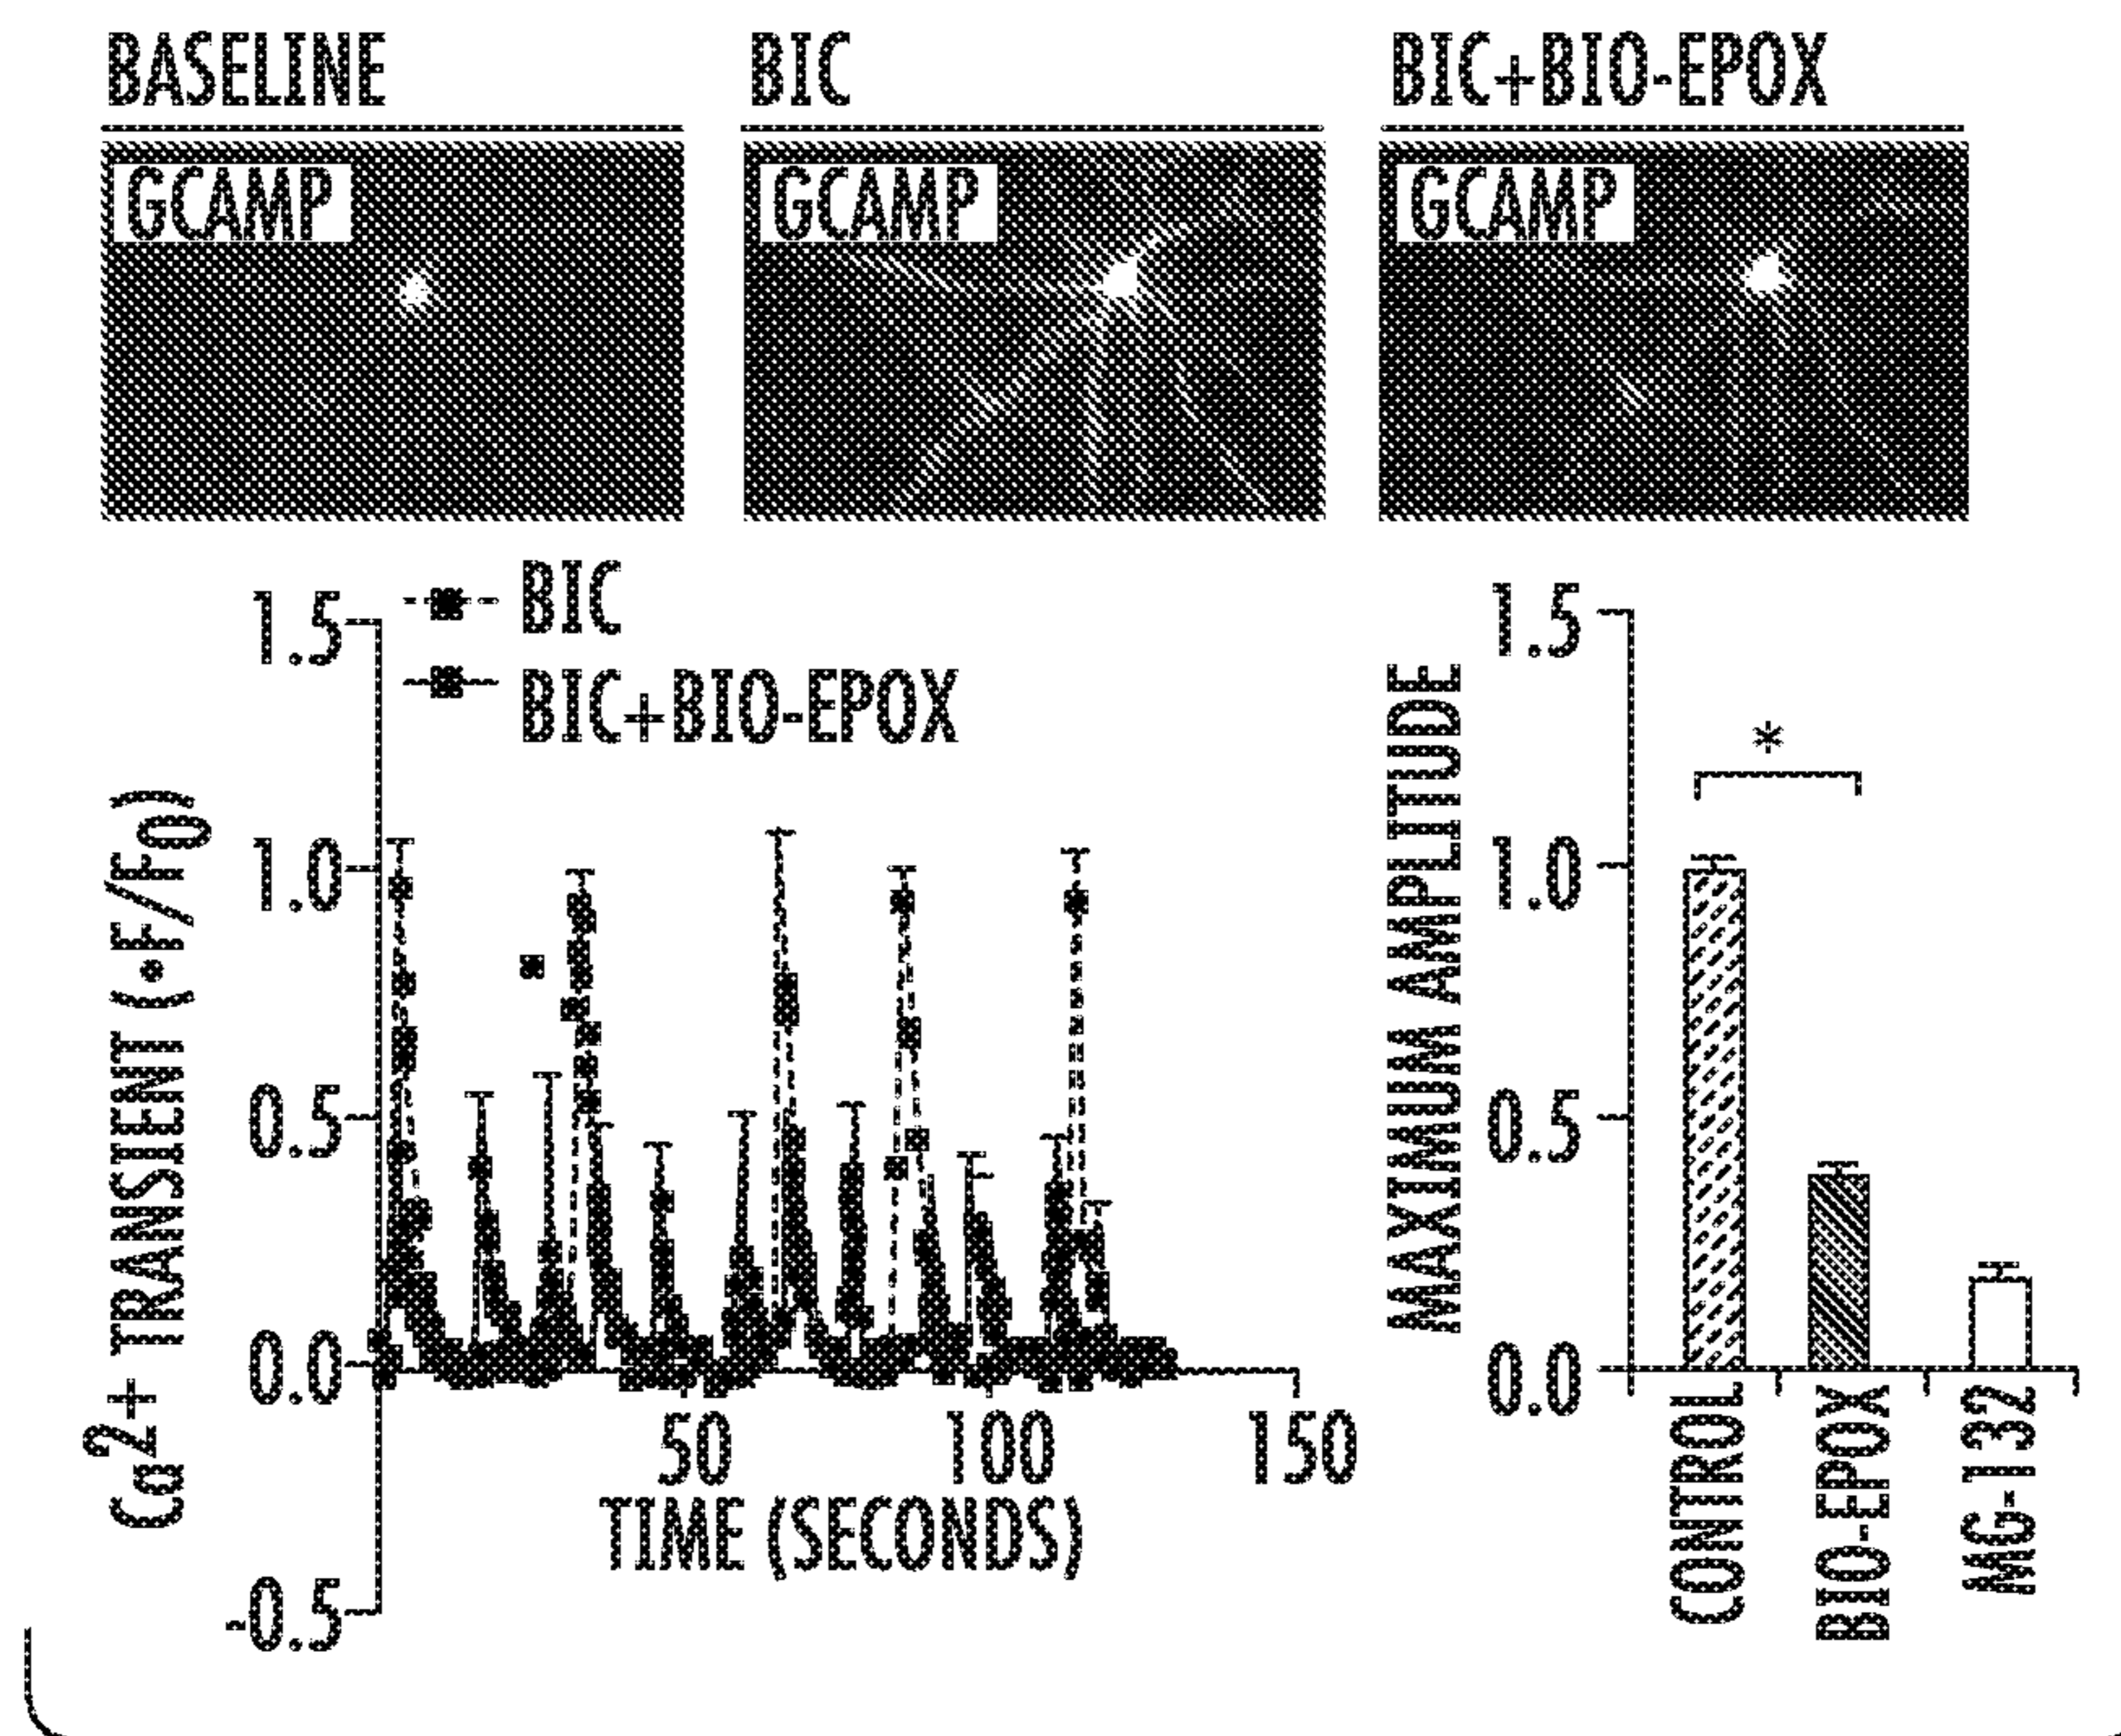 BASELINE
BIC
BIC+BIO-EPOX
GCAMP
GCAMP
GCAMP
BIC
BIC+BIO-EPOX
Ca2+ TRANSIENT (•F/F0)
1.5
1.0
0.5
0.0
-0.5
50
100
150
TIME (SECONDS)
MAXIMUM AMPLITUDE
1.5
1.0
0.5
0.0
*
CONTROL
BIO-EPOX
MG-132